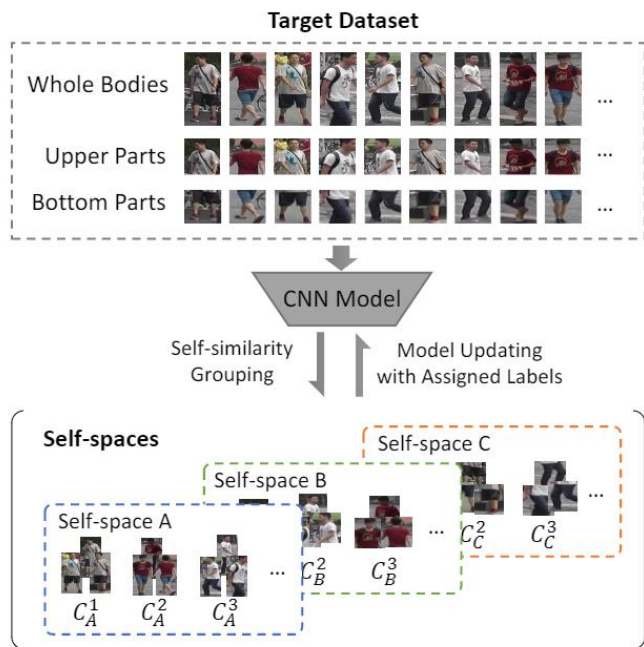 Target Dataset
Whole Bodies
...
Upper Parts
...
Bottom Parts
...
CNN Model
Self-similarity
Grouping
Model Updating
with Assigned Labels
Self-spaces
Self-space C
...
C_C^2
C_C^3
Self-space B
...
C_B^2
C_B^3
Self-space A
...
C_A^1
C_A^2
C_A^3